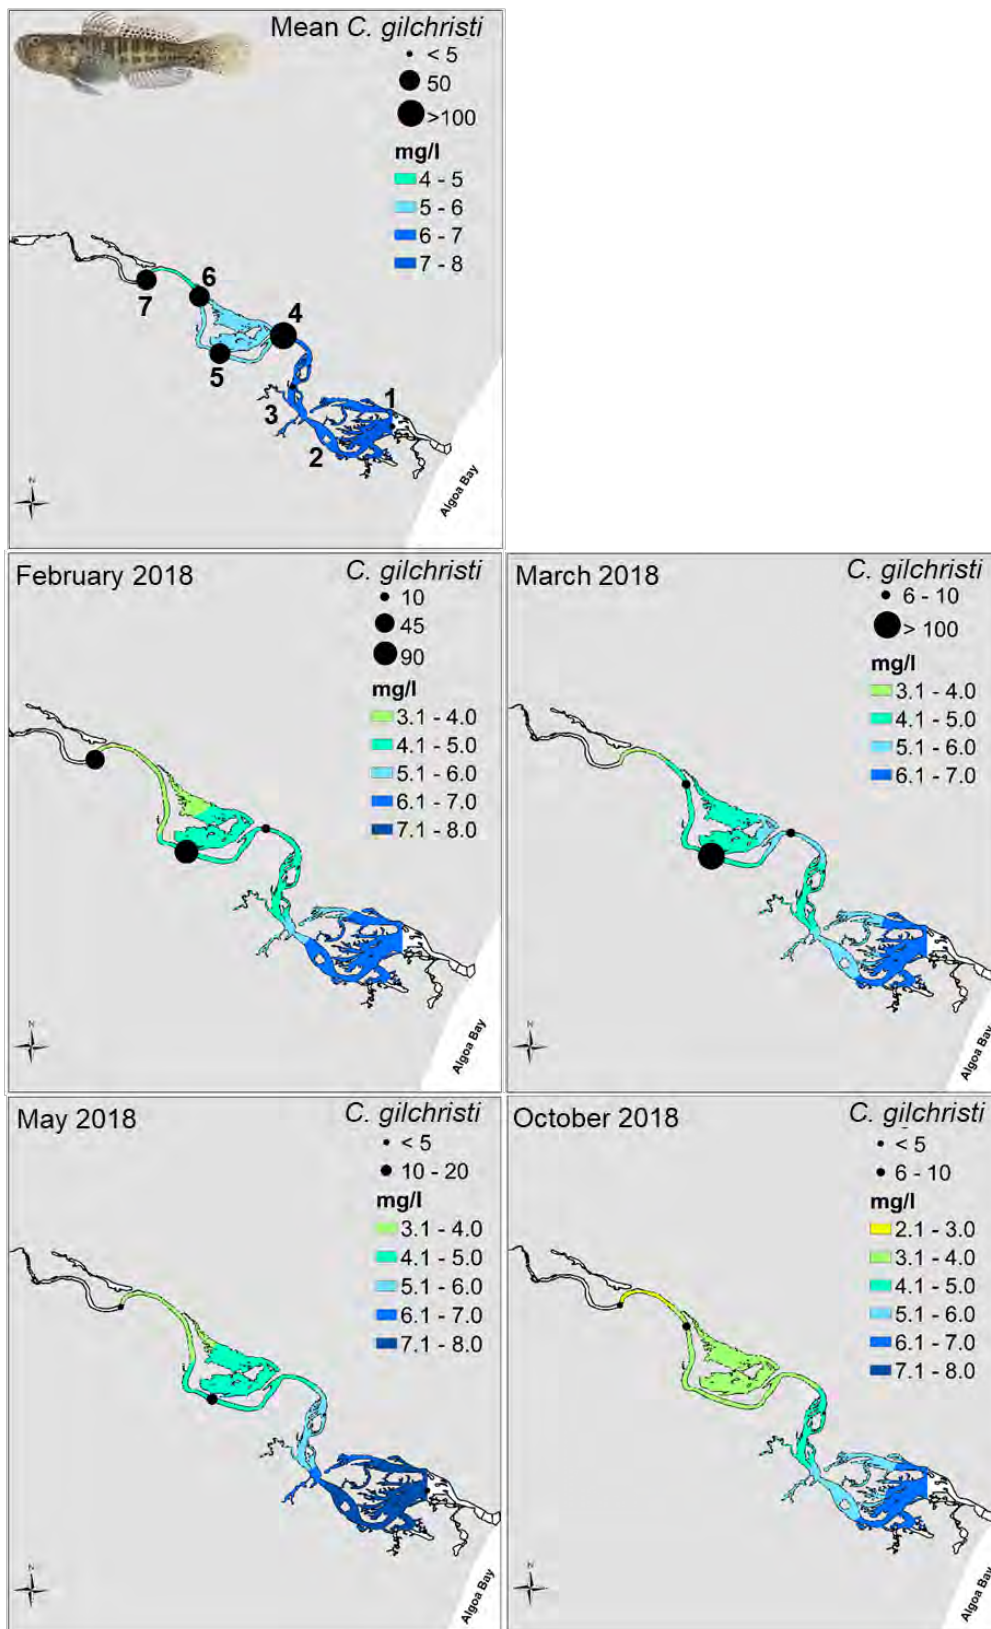 Mean C. gilchristi
< 5
50
>100
mg/l
4 - 5
5 - 6
6 - 7
7 - 8
7
6
5
4
3
2
1
N
Algoa Bay
February 2018
C. gilchristi
10
45
90
mg/l
3.1 - 4.0
4.1 - 5.0
5.1 - 6.0
6.1 - 7.0
7.1 - 8.0
N
Algoa Bay
March 2018
C. gilchristi
6 - 10
> 100
mg/l
3.1 - 4.0
4.1 - 5.0
5.1 - 6.0
6.1 - 7.0
N
Algoa Bay
May 2018
C. gilchristi
< 5
10 - 20
mg/l
3.1 - 4.0
4.1 - 5.0
5.1 - 6.0
6.1 - 7.0
7.1 - 8.0
N
Algoa Bay
October 2018
C. gilchristi
< 5
6 - 10
mg/l
2.1 - 3.0
3.1 - 4.0
4.1 - 5.0
5.1 - 6.0
6.1 - 7.0
7.1 - 8.0
N
Algoa Bay